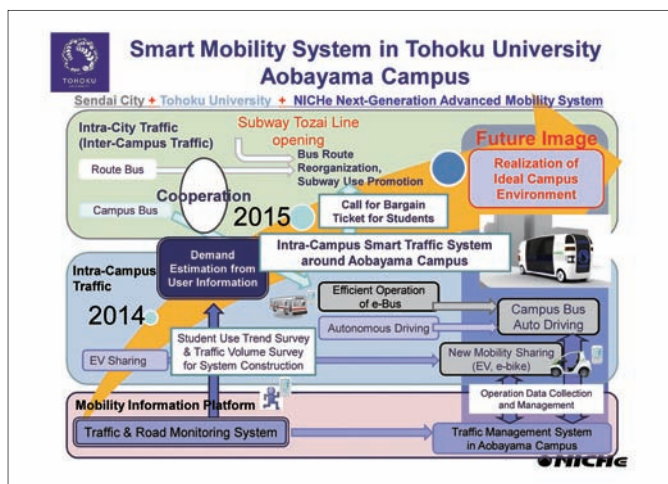 Smart Mobility System in Tohoku University
Aobayama Campus
TOHOKU
UNIVERSITY
Sendai City + Tohoku University + NICHe Next-Generation Advanced Mobility System
Intra-City Traffic
(Inter-Campus Traffic)
Subway Tozai Line
opening
Future Image
Route Bus
Bus Route
Reorganization,
Subway Use Promotion
Realization of
Ideal Campus
Environment
Cooperation
Campus Bus
2015
Call for Bargain
Ticket for Students
Demand
Estimation from
User Information
Intra-Campus Smart Traffic System
around Aobayama Campus
Intra-Campus
Traffic
2014
Efficient Operation
of e-Bus
Campus Bus
Auto Driving
Autonomous Driving
EV Sharing
Student Use Trend Survey
& Traffic Volume Survey
for System Construction
New Mobility Sharing
(EV, e-bike)
Operation Data Collection
and Management
Mobility Information Platform
Traffic & Road Monitoring System
Traffic Management System
in Aobayama Campus
NICHe